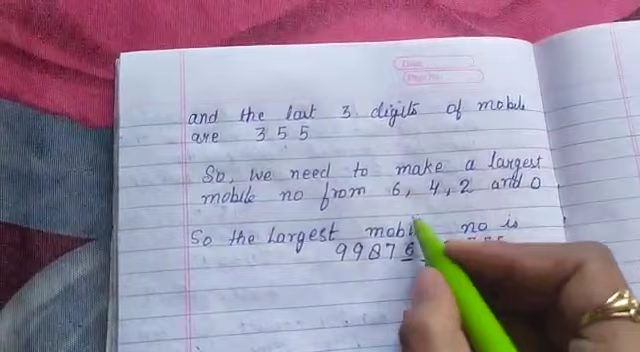 and the last 3 digits of mobile
are 3 5 5
So, we need to make a largest
mobile no from 6, 4, 2 and 0
So the largest mobile no is
9 9 8 7 6